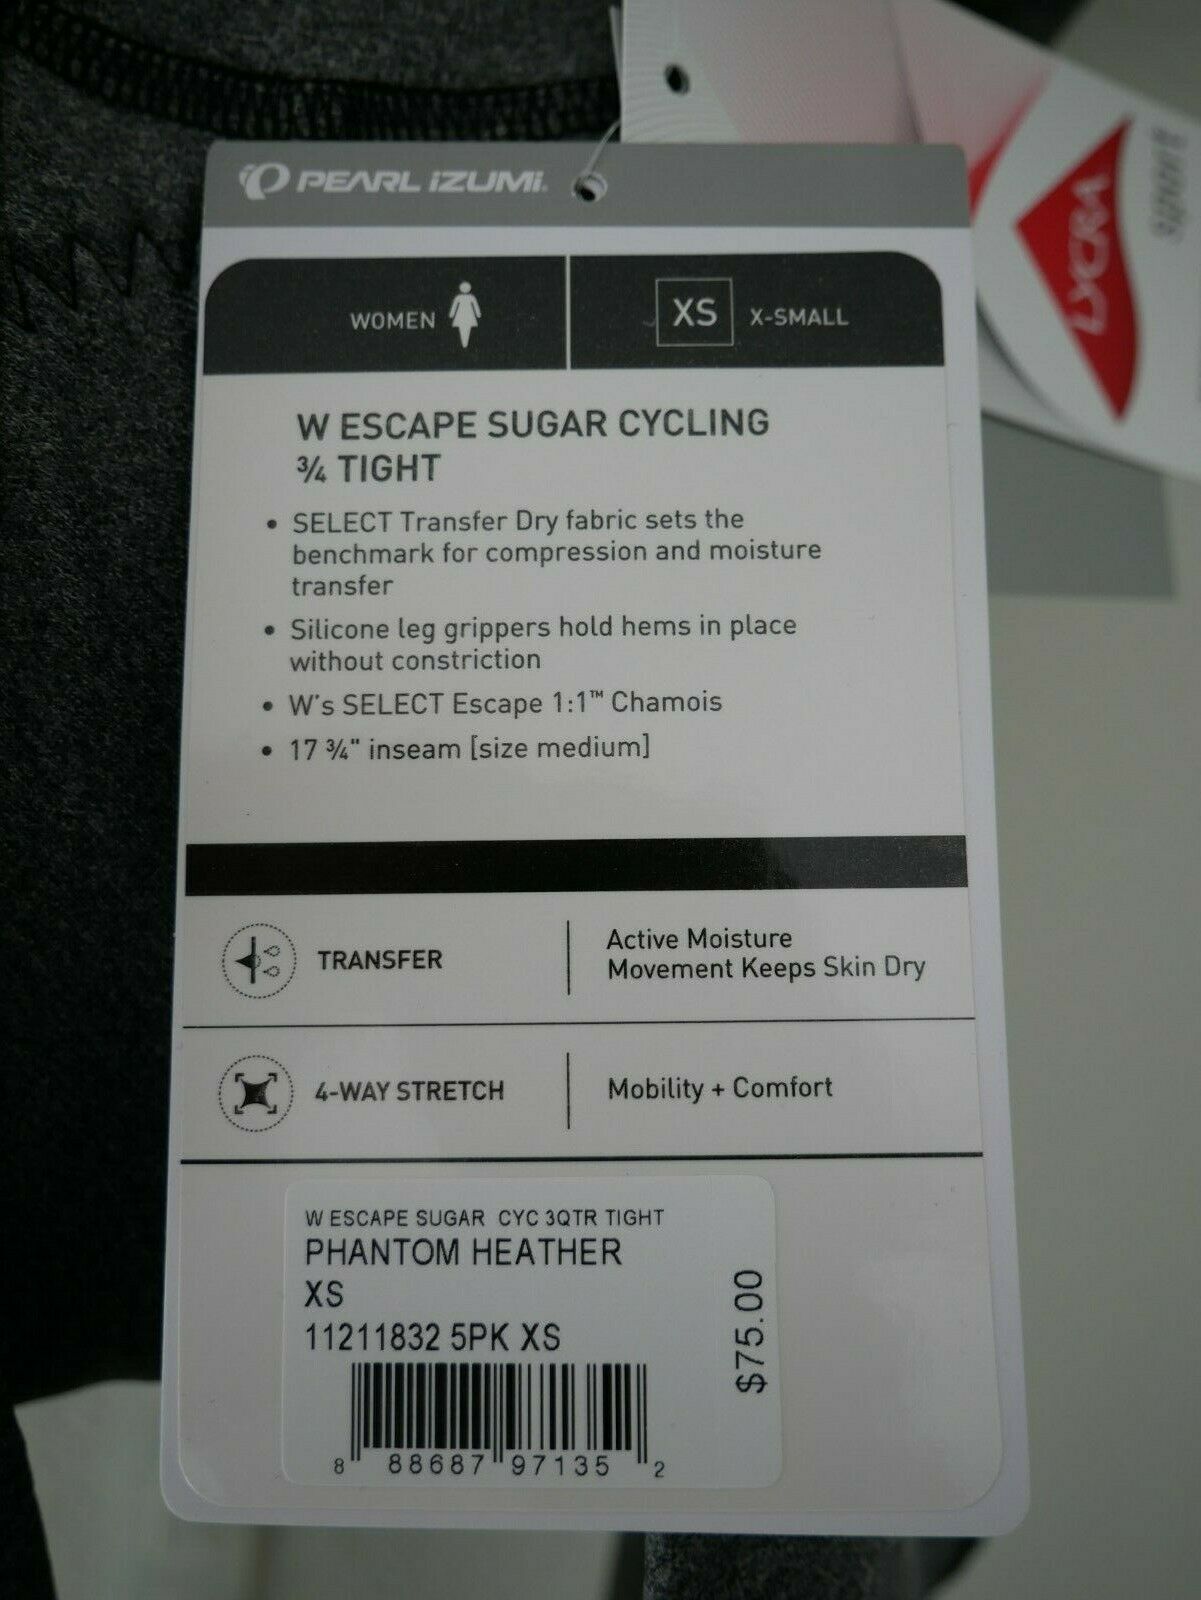 PEARL iZUMi
LYCRA
SPORT
WOMEN
XS X-SMALL
W ESCAPE SUGAR CYCLING
¾ TIGHT
• SELECT Transfer Dry fabric sets the
benchmark for compression and moisture
transfer
• Silicone leg grippers hold hems in place
without constriction
• W's SELECT Escape 1:1™ Chamois
• 17 ¾" inseam [size medium]
TRANSFER
Active Moisture
Movement Keeps Skin Dry
4-WAY STRETCH
Mobility + Comfort
W ESCAPE SUGAR CYC 3QTR TIGHT
PHANTOM HEATHER
XS
11211832 5PK XS
$75.00
8 88687 97135 2